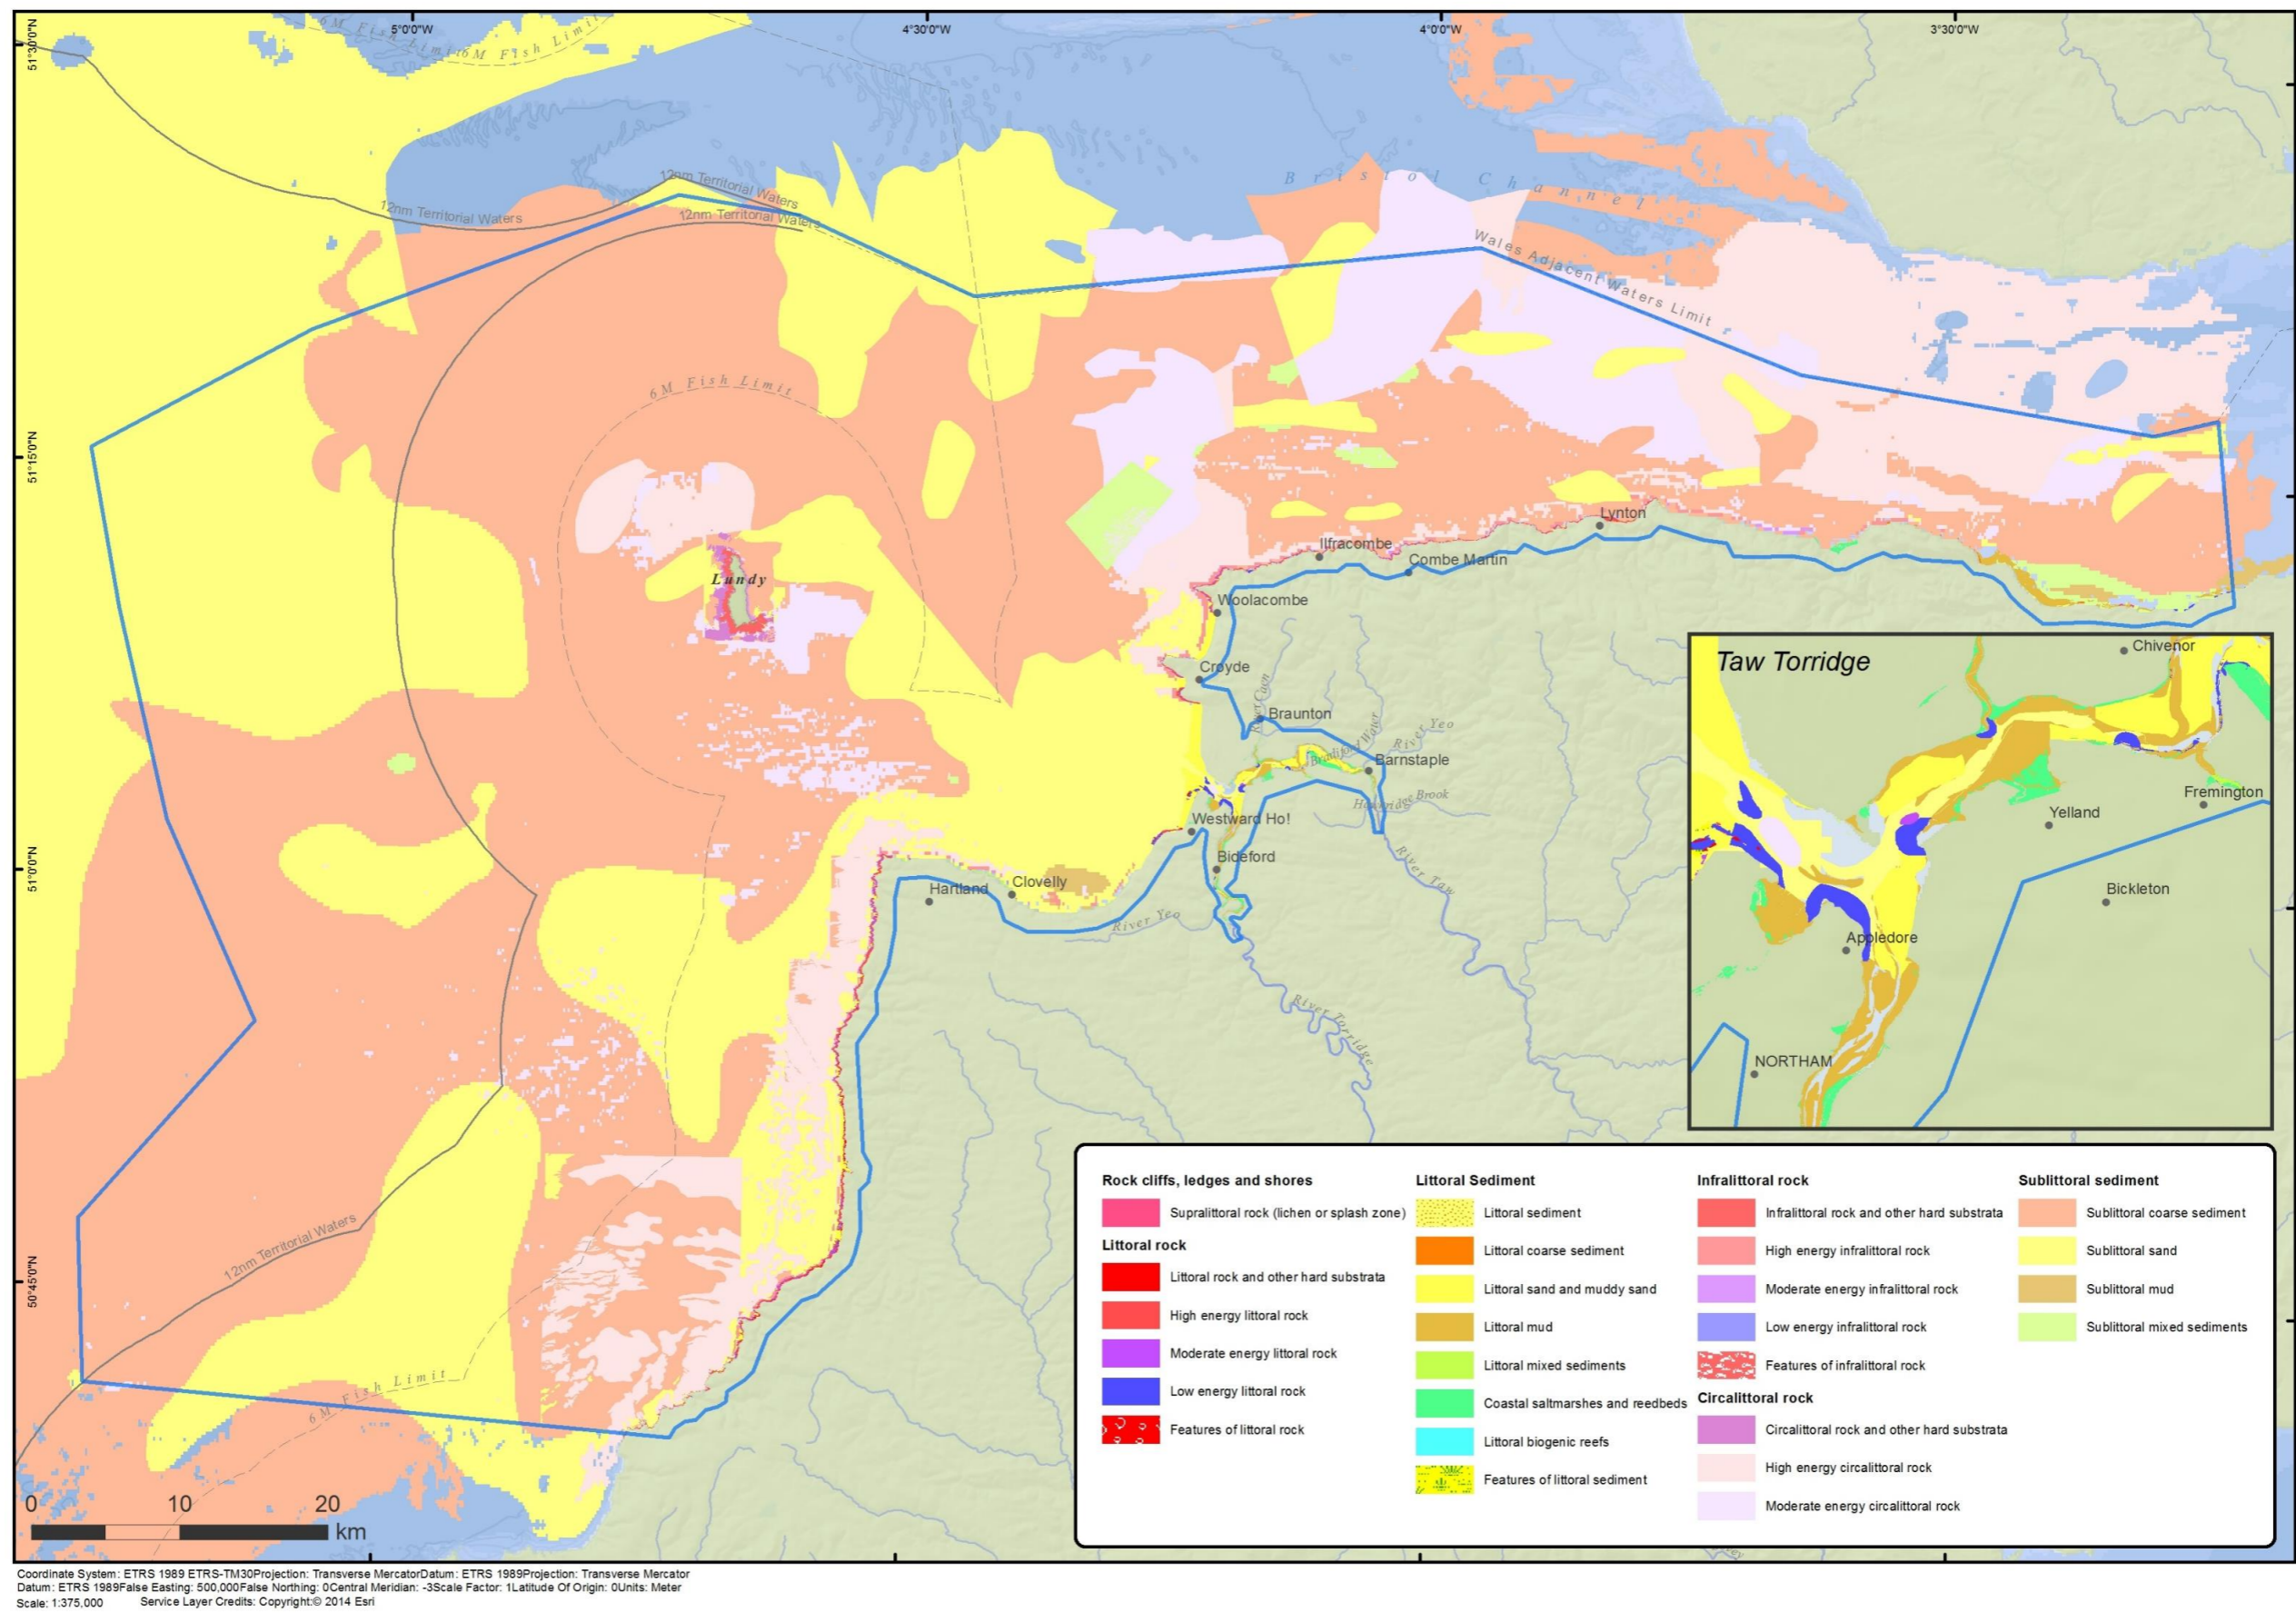 5°0'0"W
4°30'0"W
4°0'0"W
3°30'0"W
51°30'0"N
51°15'0"N
51°0'0"N
50°45'0"N
6M Fish Limit
6M Fish Limit
12nm Territorial Waters
12nm Territorial Waters
12nm Territorial Waters
Bristol Channel
Wales Adjacent Waters Limit
6M Fish Limit
Lundy
Lynton
Ilfracombe
Combe Martin
Woolacombe
Croyde
River Caen
Braunton
River Yeo
Barnstaple
Brook
Westward Ho!
Bideford
River Taw
Hartland
Clovelly
River Yeo
River Torridge
12nm Territorial Waters
6M Fish Limit
Taw Torridge
Chivenor
Fremington
Yelland
Bickleton
Appledore
NORTHAM
Rock cliffs, ledges and shores
Supralittoral rock (lichen or splash zone)
Littoral rock
Littoral rock and other hard substrata
High energy littoral rock
Moderate energy littoral rock
Low energy littoral rock
Features of littoral rock
Littoral Sediment
Littoral sediment
Littoral coarse sediment
Littoral sand and muddy sand
Littoral mud
Littoral mixed sediments
Coastal saltmarshes and reedbeds
Littoral biogenic reefs
Features of littoral sediment
Infralittoral rock
Infralittoral rock and other hard substrata
High energy infralittoral rock
Moderate energy infralittoral rock
Low energy infralittoral rock
Features of infralittoral rock
Circalittoral rock
Circalittoral rock and other hard substrata
High energy circalittoral rock
Moderate energy circalittoral rock
Sublittoral sediment
Sublittoral coarse sediment
Sublittoral sand
Sublittoral mud
Sublittoral mixed sediments
0 10 20
km
Coordinate System: ETRS 1989 ETRS-TM30Projection: Transverse MercatorDatum: ETRS 1989Projection: Transverse Mercator
Datum: ETRS 1989False Easting: 500,000False Northing: 0Central Meridian: -3Scale Factor: 1Latitude Of Origin: 0Units: Meter
Scale: 1:375,000 Service Layer Credits: Copyright:© 2014 Esri